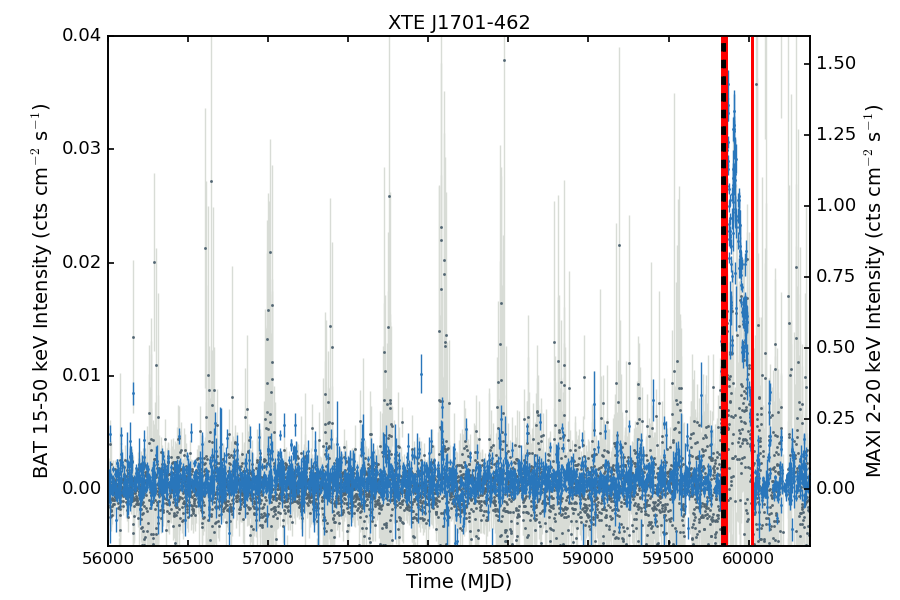 XTE J1701-462
BAT 15-50 keV Intensity (cts cm⁻² s⁻¹)
0.04
0.03
0.02
0.01
0.00
1.50
1.25
1.00
0.75
0.50
0.25
0.00
MAXI 2-20 keV Intensity (cts cm⁻² s⁻¹)
56000 56500 57000 57500 58000 58500 59000 59500 60000
Time (MJD)